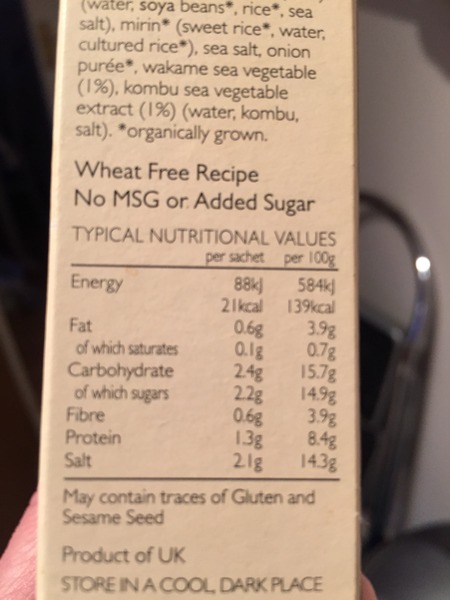 (water, soya beans*, rice*, sea
salt), mirin* (sweet rice*, water,
cultured rice*), sea salt, onion
purée*, wakame sea vegetable
(1%), kombu sea vegetable
extract (1%) (water, kombu,
salt). *organically grown.
Wheat Free Recipe
No MSG or Added Sugar
TYPICAL NUTRITIONAL VALUES
per sachet per 100g
Energy 88kJ 584kJ
21kcal 139kcal
Fat 0.6g 3.9g
of which saturates 0.1g 0.7g
Carbohydrate 2.4g 15.7g
of which sugars 2.2g 14.9g
Fibre 0.6g 3.9g
Protein 1.3g 8.4g
Salt 2.1g 14.3g
May contain traces of Gluten and
Sesame Seed
Product of UK
STORE IN A COOL, DARK PLACE